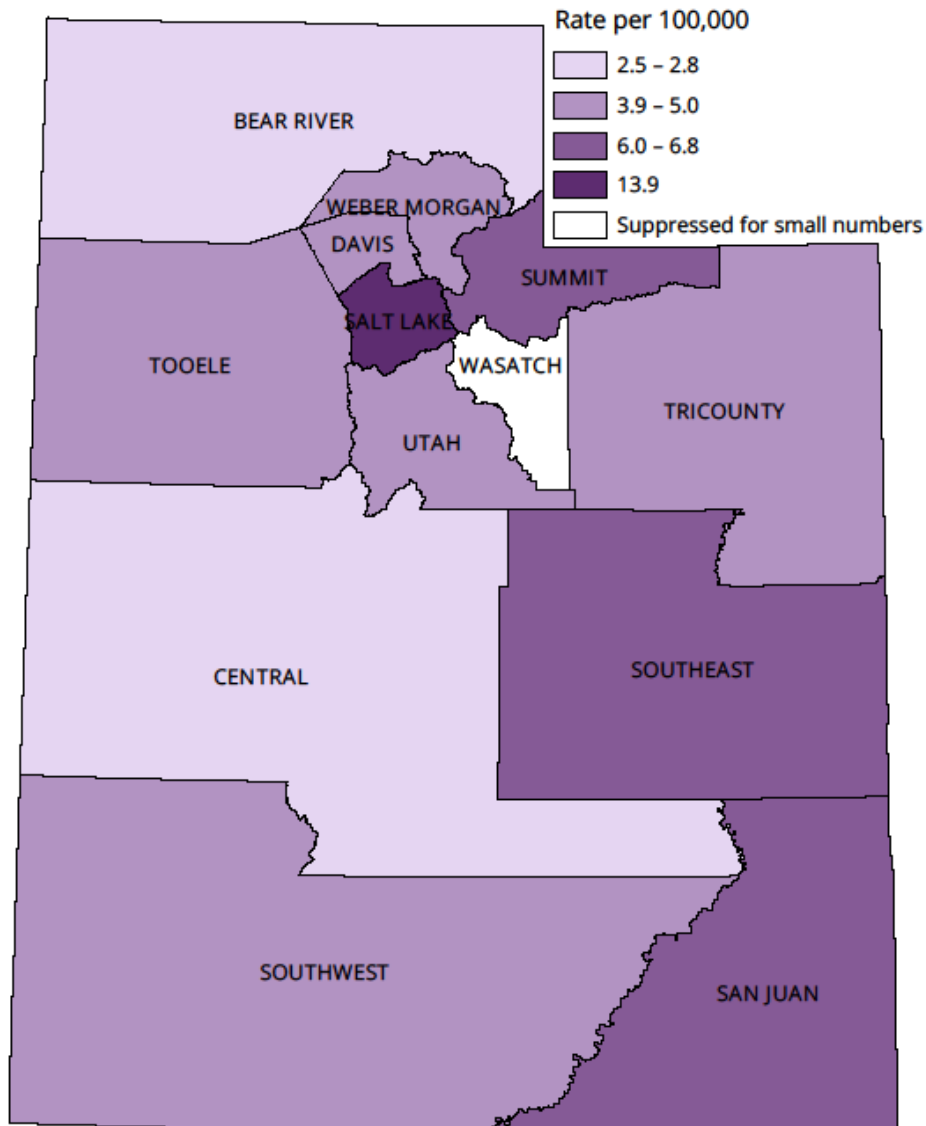 Rate per 100,000
2.5 – 2.8
3.9 – 5.0
6.0 – 6.8
13.9
Suppressed for small numbers
BEAR RIVER
WEBER MORGAN
DAVIS
SUMMIT
SALT LAKE
TOOELE
WASATCH
TRICOUNTY
UTAH
CENTRAL
SOUTHEAST
SOUTHWEST
SAN JUAN